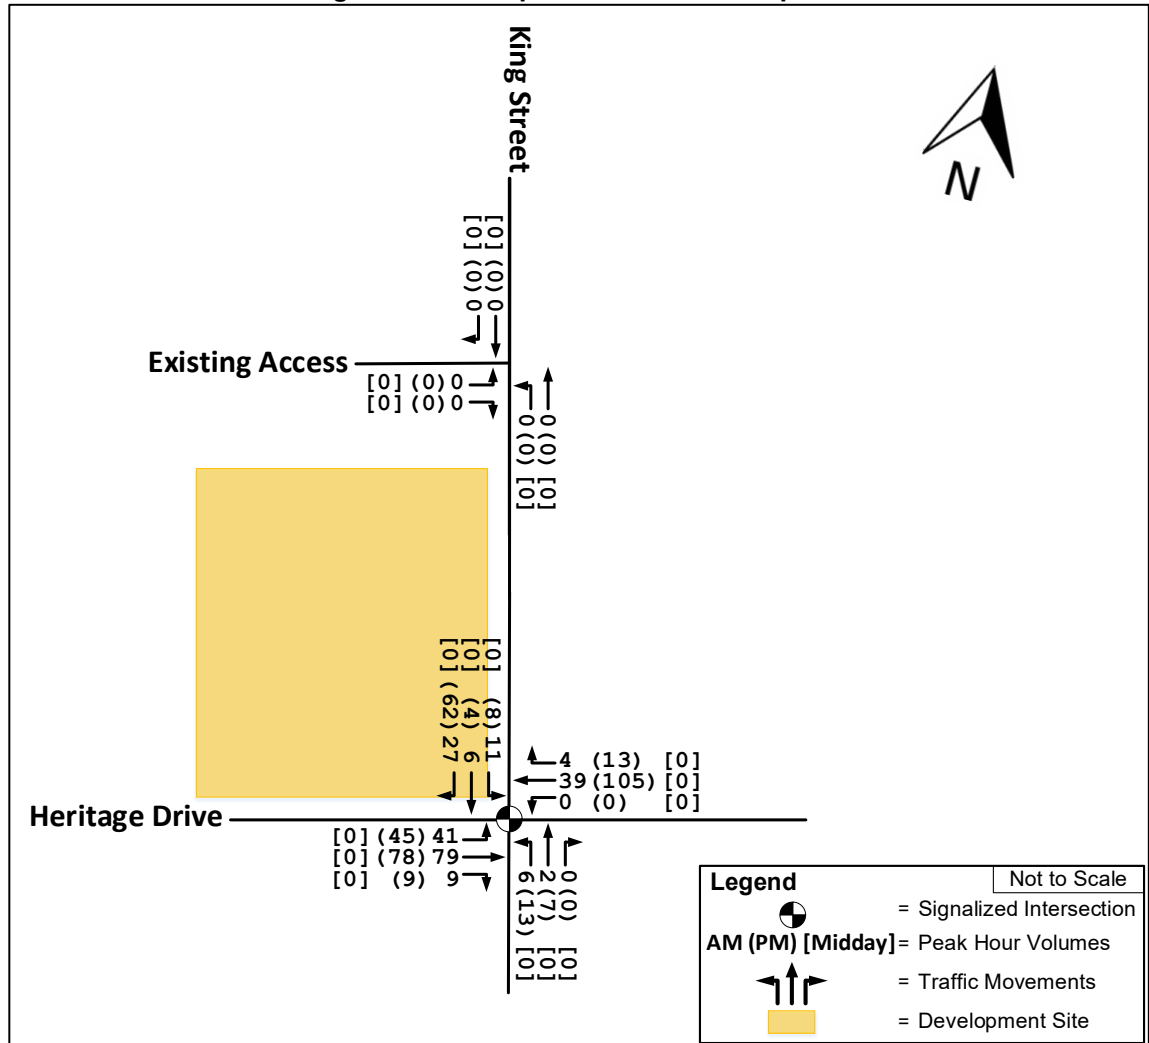 King Street
N
[0] (0) 0
[0] (0) 0
Existing Access
[0] (0) 0
[0] (0) 0
0 (0) [0]
0 (0) [0]
[0] (62) 27
[0] (4) 6
[0] (8) 11
4 (13) [0]
39 (105) [0]
0 (0) [0]
Heritage Drive
[0] (45) 41
[0] (78) 79
[0] (9) 9
6 (13) [0]
2 (7) [0]
0 (0) [0]
Legend
Not to Scale
= Signalized Intersection
AM (PM) [Midday] = Peak Hour Volumes
= Traffic Movements
= Development Site